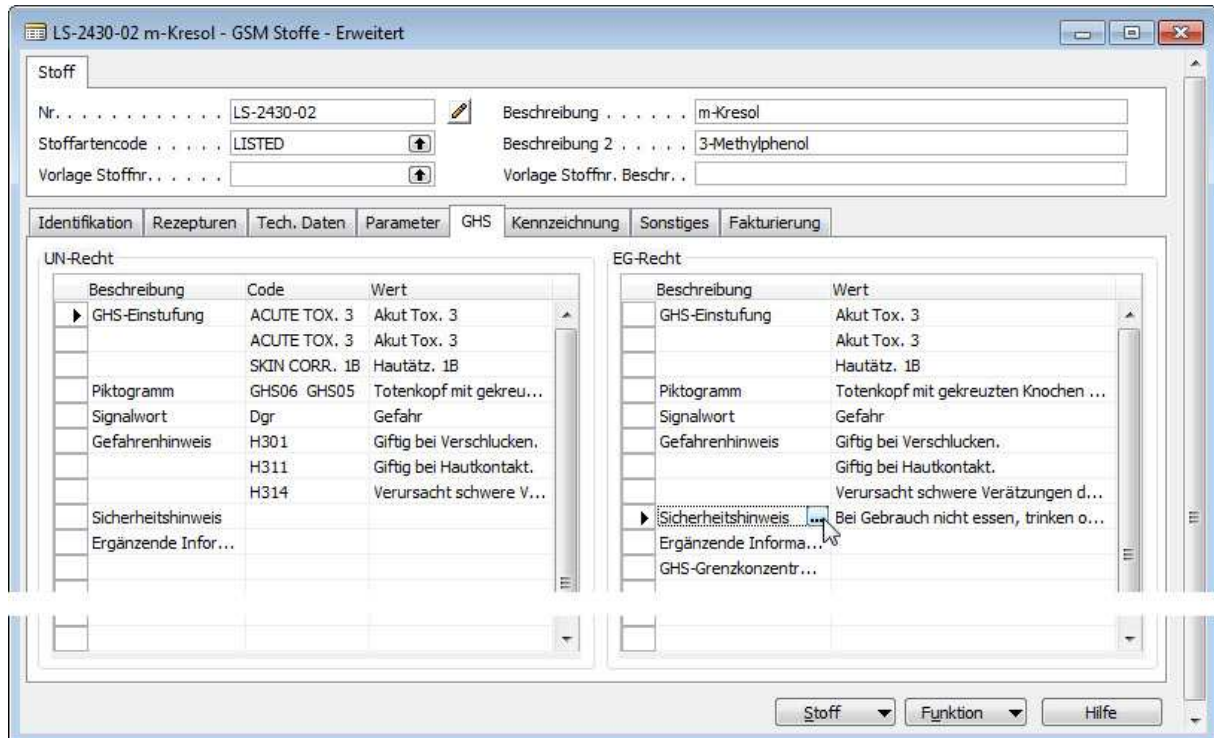 LS-2430-02 m-Kresol - GSM Stoffe - Erweitert
Stoff
Nr. . . . . . . . . . . . . LS-2430-02 Beschreibung . . . . . . m-Kresol
Stoffartencode . . . . . LISTED Beschreibung 2 . . . . . 3-Methylphenol
Vorlage Stoffnr. . . . . . Vorlage Stoffnr. Beschr. .
Identifikation Rezepturen Tech. Daten Parameter GHS Kennzeichnung Sonstiges Fakturierung
UN-Recht
Beschreibung Code Wert
GHS-Einstufung ACUTE TOX. 3 Akut Tox. 3
ACUTE TOX. 3 Akut Tox. 3
SKIN CORR. 1B Hautätz. 1B
Piktogramm GHS06 GHS05 Totenkopf mit gekreu...
Signalwort Dgr Gefahr
Gefahrenhinweis H301 Giftig bei Verschlucken.
H311 Giftig bei Hautkontakt.
H314 Verursacht schwere V...
Sicherheitshinweis
Ergänzende Infor...
EG-Recht
Beschreibung Wert
GHS-Einstufung Akut Tox. 3
Akut Tox. 3
Hautätz. 1B
Piktogramm Totenkopf mit gekreuzten Knochen ...
Signalwort Gefahr
Gefahrenhinweis Giftig bei Verschlucken.
Giftig bei Hautkontakt.
Verursacht schwere Verätzungen d...
Sicherheitshinweis ... Bei Gebrauch nicht essen, trinken o...
Ergänzende Informa...
GHS-Grenzkonzentr...
Stoff Funktion Hilfe